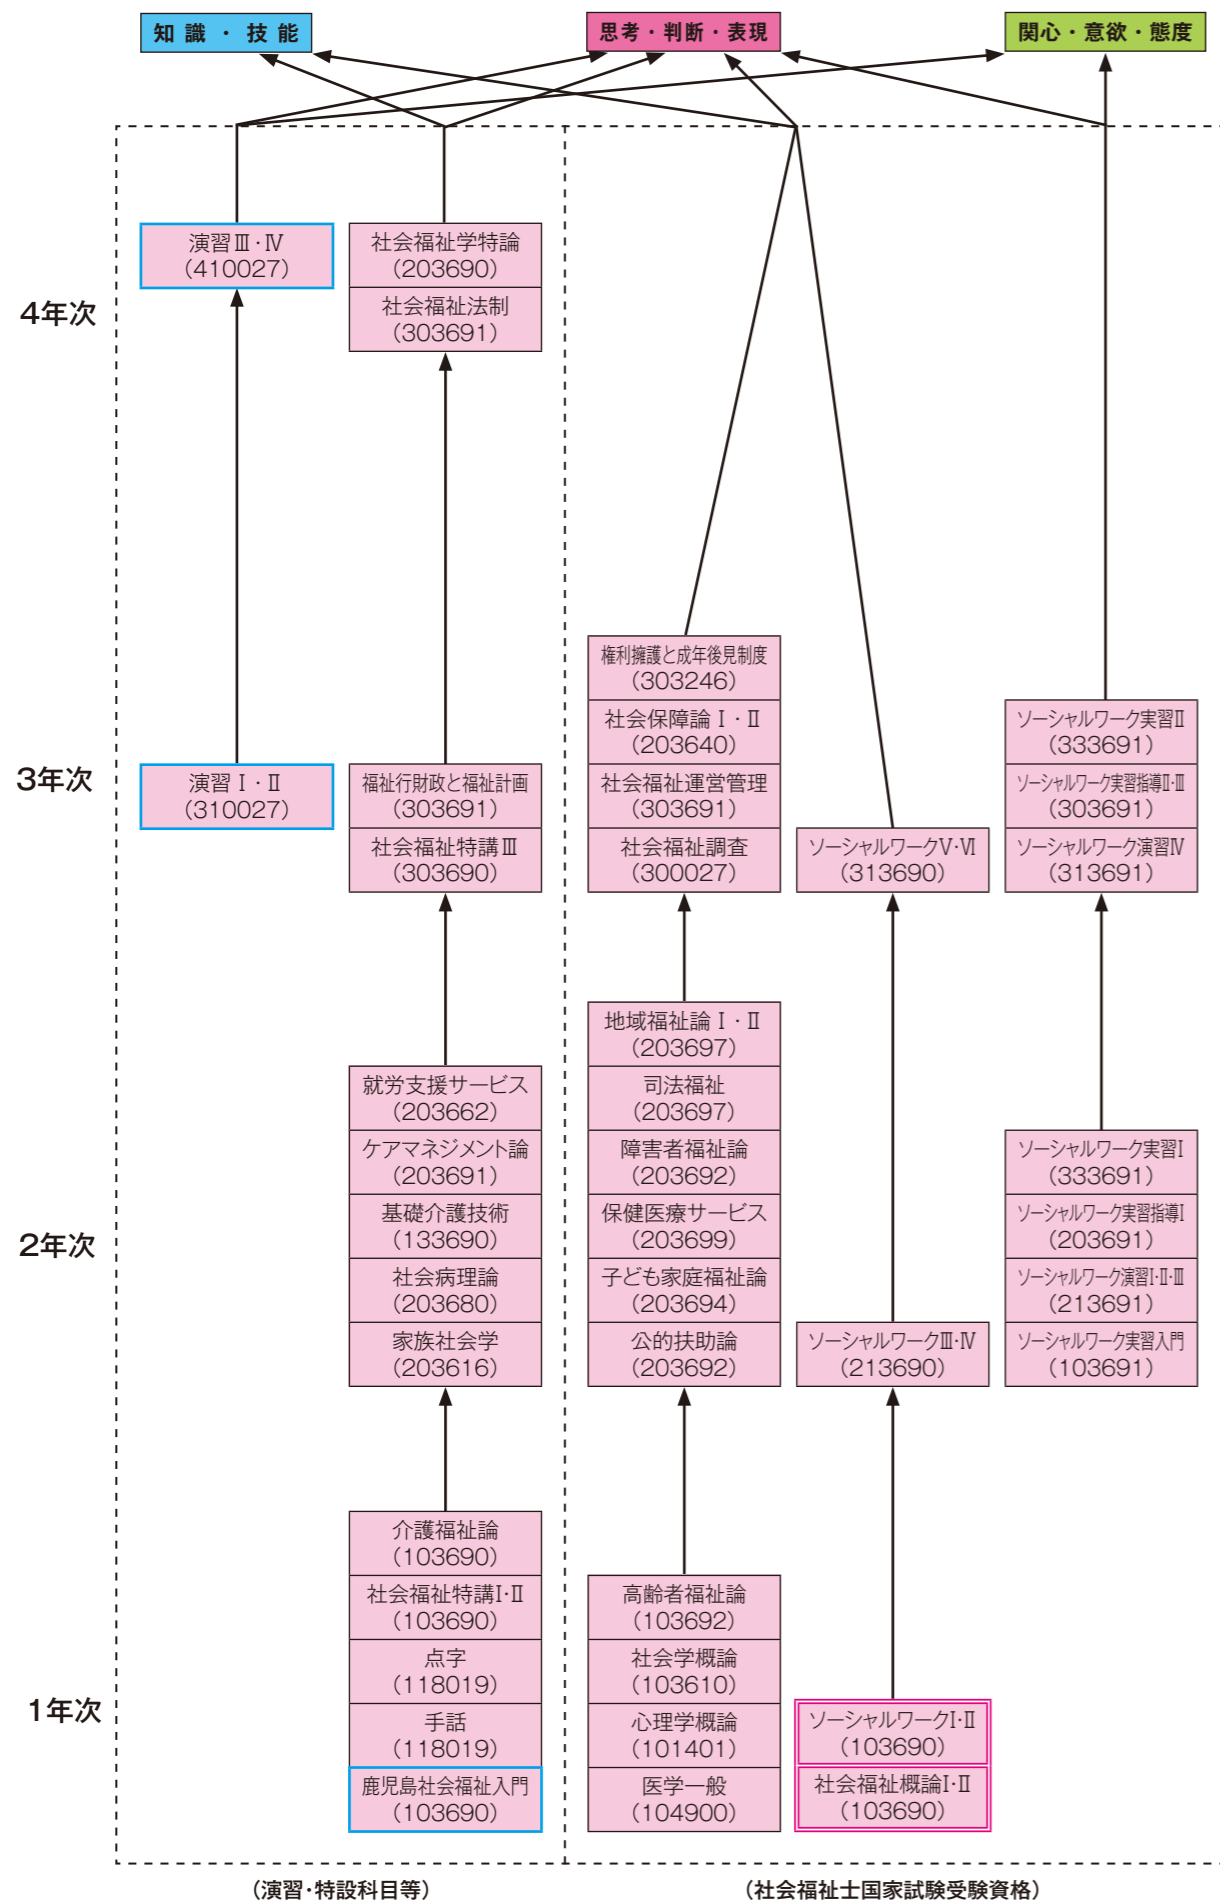 知識・技能
思考・判断・表現
関心・意欲・態度
4年次
演習Ⅲ・Ⅳ
(410027)
社会福祉学特論
(203690)
社会福祉法制
(303691)
3年次
演習Ⅰ・Ⅱ
(310027)
福祉行財政と福祉計画
(303691)
社会福祉特講Ⅲ
(303690)
権利擁護と成年後見制度
(303246)
社会保障論Ⅰ・Ⅱ
(203640)
社会福祉運営管理
(303691)
社会福祉調査
(300027)
ソーシャルワークⅤ・Ⅵ
(313690)
ソーシャルワーク実習Ⅱ
(333691)
ソーシャルワーク実習指導Ⅱ・Ⅲ
(303691)
ソーシャルワーク演習Ⅳ
(313691)
2年次
就労支援サービス
(203662)
ケアマネジメント論
(203691)
基礎介護技術
(133690)
社会病理論
(203680)
家族社会学
(203616)
地域福祉論Ⅰ・Ⅱ
(203697)
司法福祉
(203697)
障害者福祉論
(203692)
保健医療サービス
(203699)
子ども家庭福祉論
(203694)
公的扶助論
(203692)
ソーシャルワークⅢ・Ⅳ
(213690)
ソーシャルワーク実習Ⅰ
(333691)
ソーシャルワーク実習指導Ⅰ
(203691)
ソーシャルワーク演習Ⅰ・Ⅱ・Ⅲ
(213691)
ソーシャルワーク実習入門
(103691)
1年次
介護福祉論
(103690)
社会福祉特講Ⅰ・Ⅱ
(103690)
点字
(118019)
手話
(118019)
鹿児島社会福祉入門
(103690)
高齢者福祉論
(103692)
社会学概論
(103610)
心理学概論
(101401)
医学一般
(104900)
ソーシャルワークⅠ・Ⅱ
(103690)
社会福祉概論Ⅰ・Ⅱ
(103690)
(演習・特設科目等)
(社会福祉士国家試験受験資格)